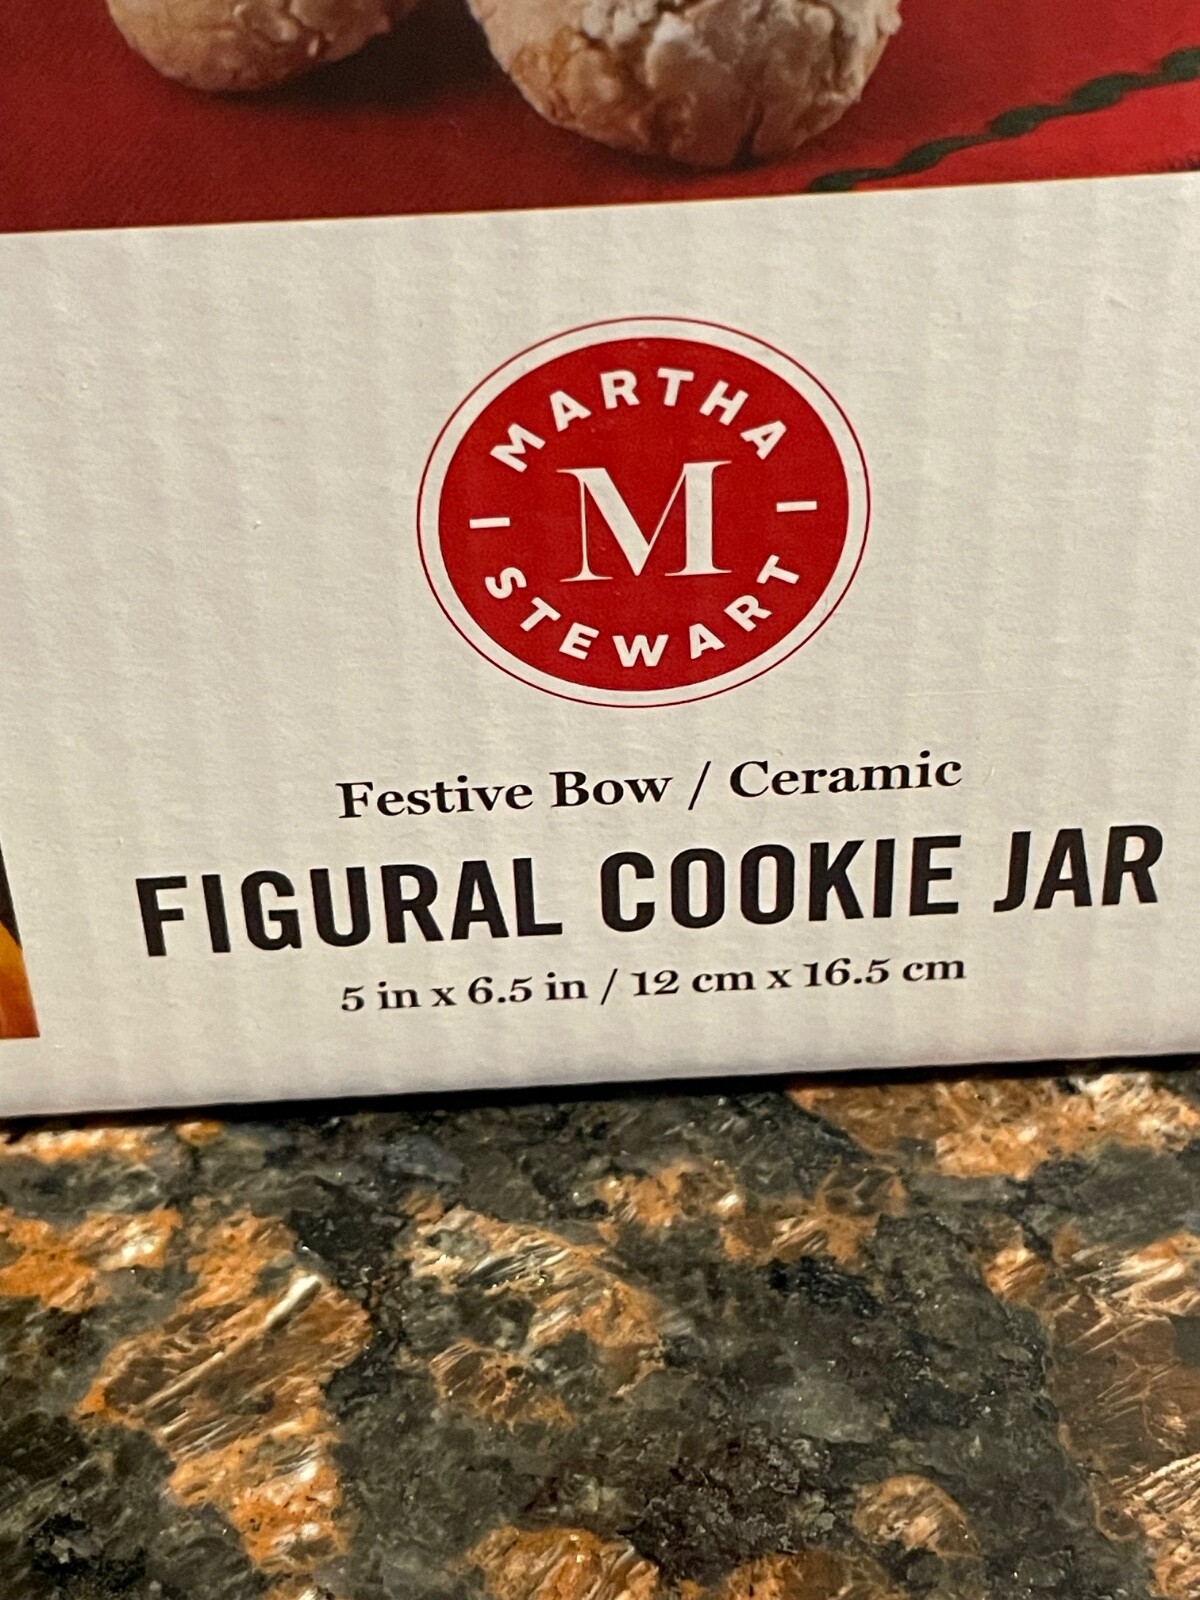 MARTHA
M
STEWART
Festive Bow / Ceramic
FIGURAL COOKIE JAR
5 in x 6.5 in / 12 cm x 16.5 cm